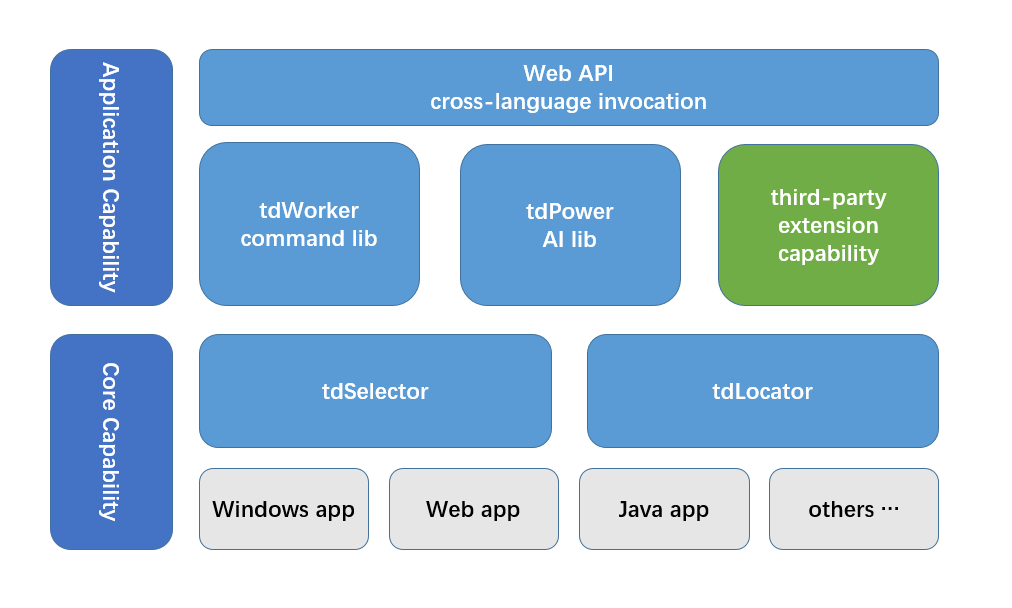 Application Capability
Web API
cross-language invocation
tdWorker
command lib
tdPower
AI lib
third-party
extension
capability
Core Capability
tdSelector
tdLocator
Windows app
Web app
Java app
others ···